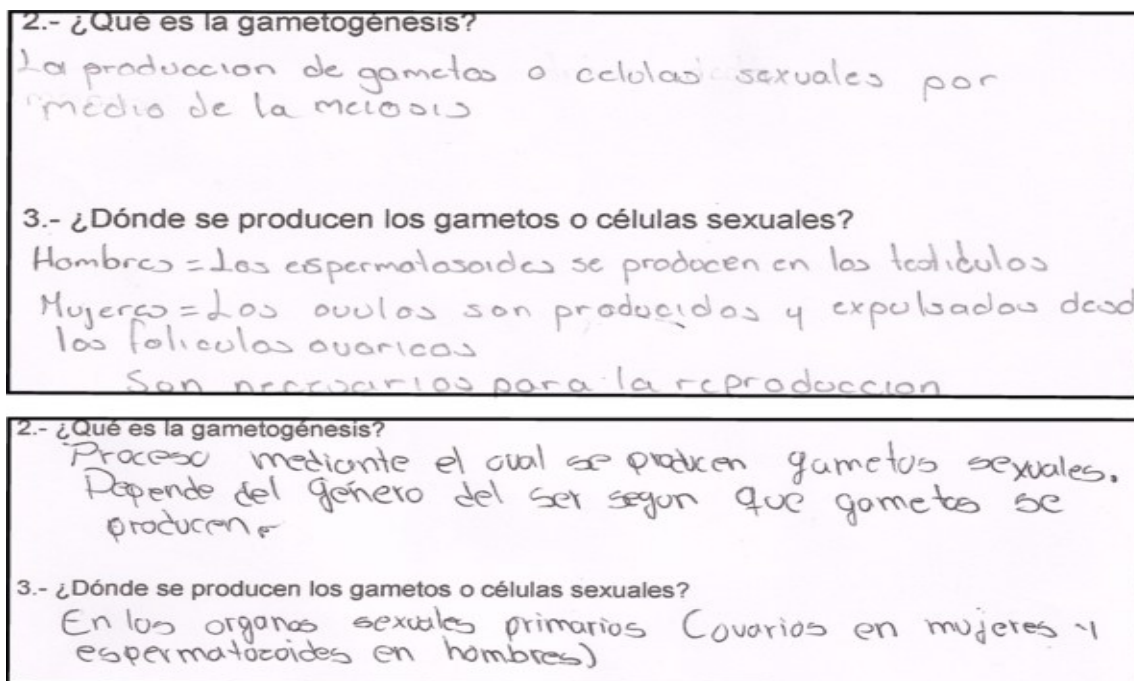 2.- ¿Qué es la gametogénesis?
La produccion de gametos o celulas sexuales por
medio de la meiosis
3.- ¿Dónde se producen los gametos o células sexuales?
Hombres = Los espermatosoides se producen en los testiculos
Mujeres = Los ovulos son producidos y expulsados desd
los foliculos ovaricos
Son necesarios para la reproduccion
2.- ¿Qué es la gametogénesis?
Proceso mediante el cual se producen gametos sexuales.
Depende del género del ser segun que gametos se
producen.
3.- ¿Dónde se producen los gametos o células sexuales?
En los organos sexuales primarios (ovarios en mujeres y
espermatozoides en hombres)